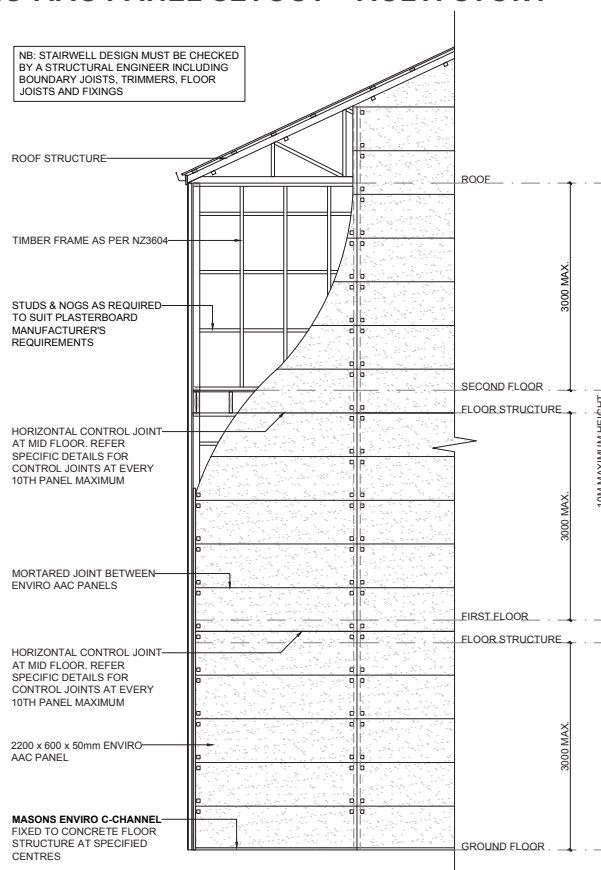 NB: STAIRWELL DESIGN MUST BE CHECKED
BY A STRUCTURAL ENGINEER INCLUDING
BOUNDARY JOISTS, TRIMMERS, FLOOR
JOISTS AND FIXINGS
ROOF STRUCTURE
ROOF
TIMBER FRAME AS PER NZ3604
3000 MAX.
STUDS & NOGS AS REQUIRED
TO SUIT PLASTERBOARD
MANUFACTURER'S
REQUIREMENTS
SECOND FLOOR
FLOOR STRUCTURE
HORIZONTAL CONTROL JOINT
AT MID FLOOR. REFER
SPECIFIC DETAILS FOR
CONTROL JOINTS AT EVERY
10TH PANEL MAXIMUM
10M MAXIMUM HEIGHT
3000 MAX.
MORTARED JOINT BETWEEN
ENVIRO AAC PANELS
FIRST FLOOR
FLOOR STRUCTURE
HORIZONTAL CONTROL JOINT
AT MID FLOOR. REFER
SPECIFIC DETAILS FOR
CONTROL JOINTS AT EVERY
10TH PANEL MAXIMUM
2200 x 600 x 50mm ENVIRO
AAC PANEL
3000 MAX.
MASONS ENVIRO C-CHANNEL
FIXED TO CONCRETE FLOOR
STRUCTURE AT SPECIFIED
CENTRES
GROUND FLOOR